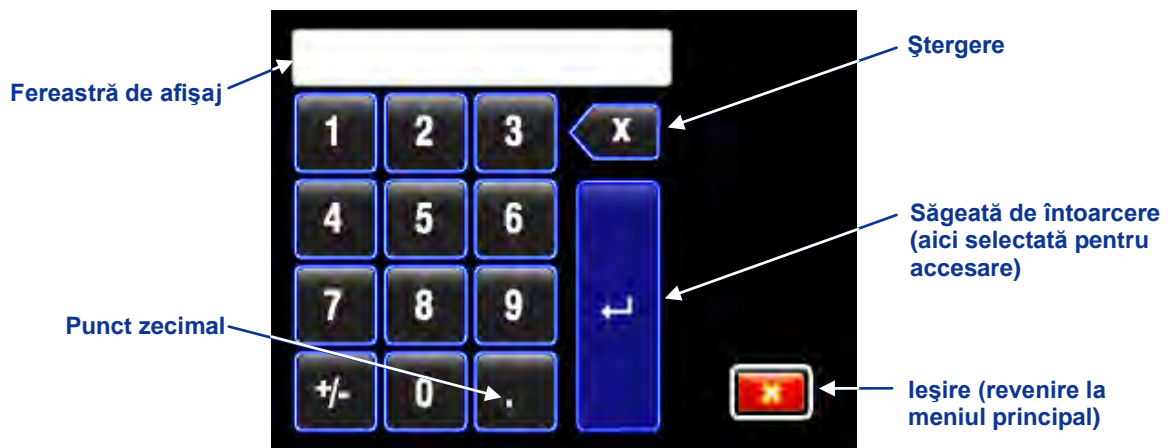 Ştergere
Fereastră de afişaj
1 2 3 X
4 5 6
Săgeată de întoarcere
(aici selectată pentru
accesare)
7 8 9
Punct zecimal
+/- 0 .
x
Ieşire (revenire la
meniul principal)